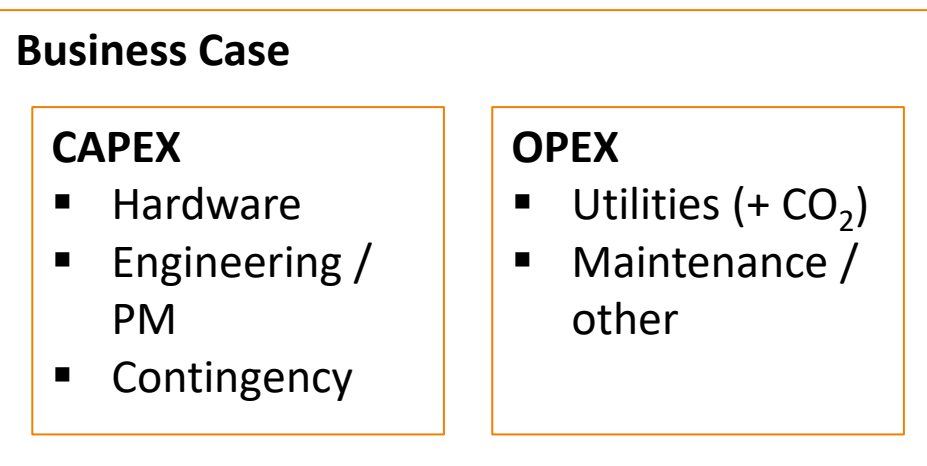 Business Case
CAPEX
▪ Hardware
▪ Engineering /
PM
▪ Contingency
OPEX
▪ Utilities (+ CO₂)
▪ Maintenance /
other